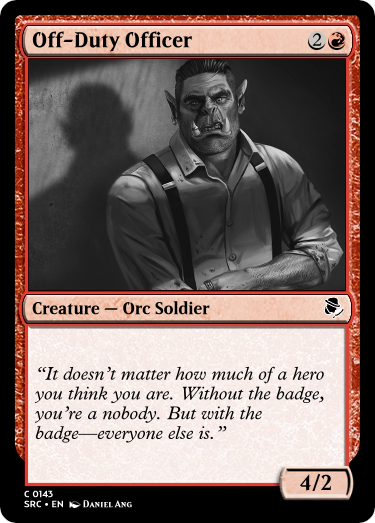 Off-Duty Officer 2
Creature — Orc Soldier
“It doesn’t matter how much of a hero
you think you are. Without the badge,
you’re a nobody. But with the
badge—everyone else is.”
4/2
C 0143
SRC • EN Daniel Ang